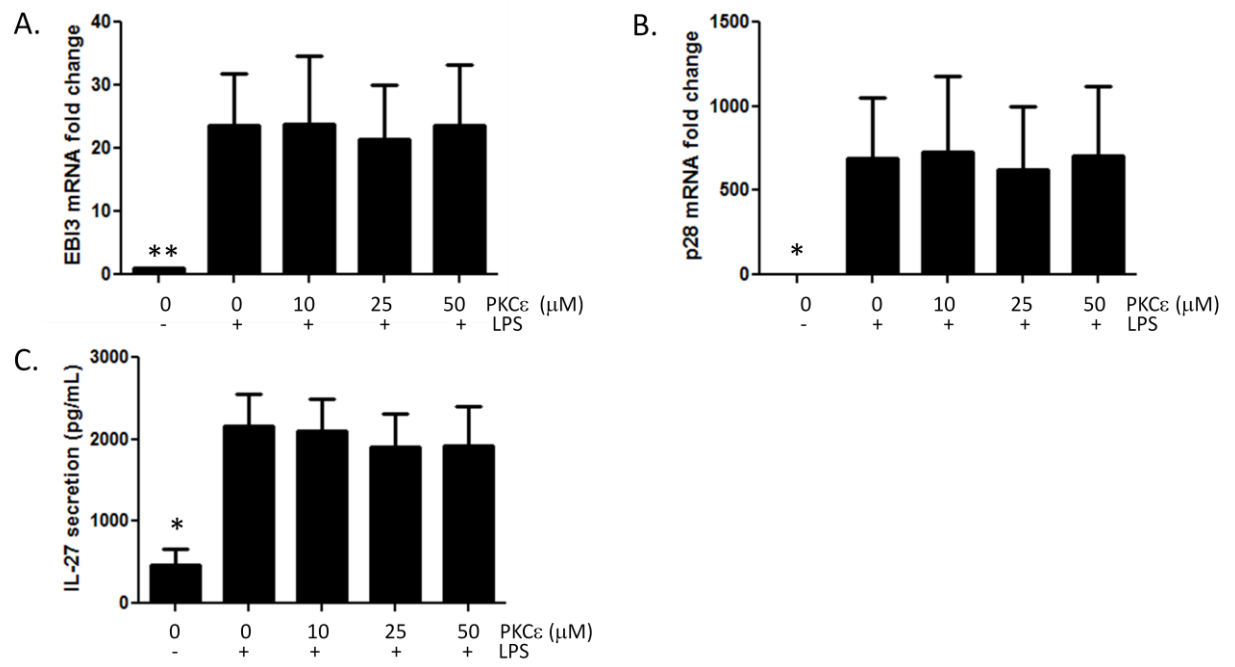 A.
EBI3 mRNA fold change
40
30
20
10
0
**
0 0 10 25 50 PKCε (μM)
- + + + + LPS
B.
p28 mRNA fold change
1500
1000
500
0
*
0 0 10 25 50 PKCε (μM)
- + + + + LPS
C.
IL-27 secretion (pg/mL)
3000
2000
1000
0
*
0 0 10 25 50 PKCε (μM)
- + + + + LPS